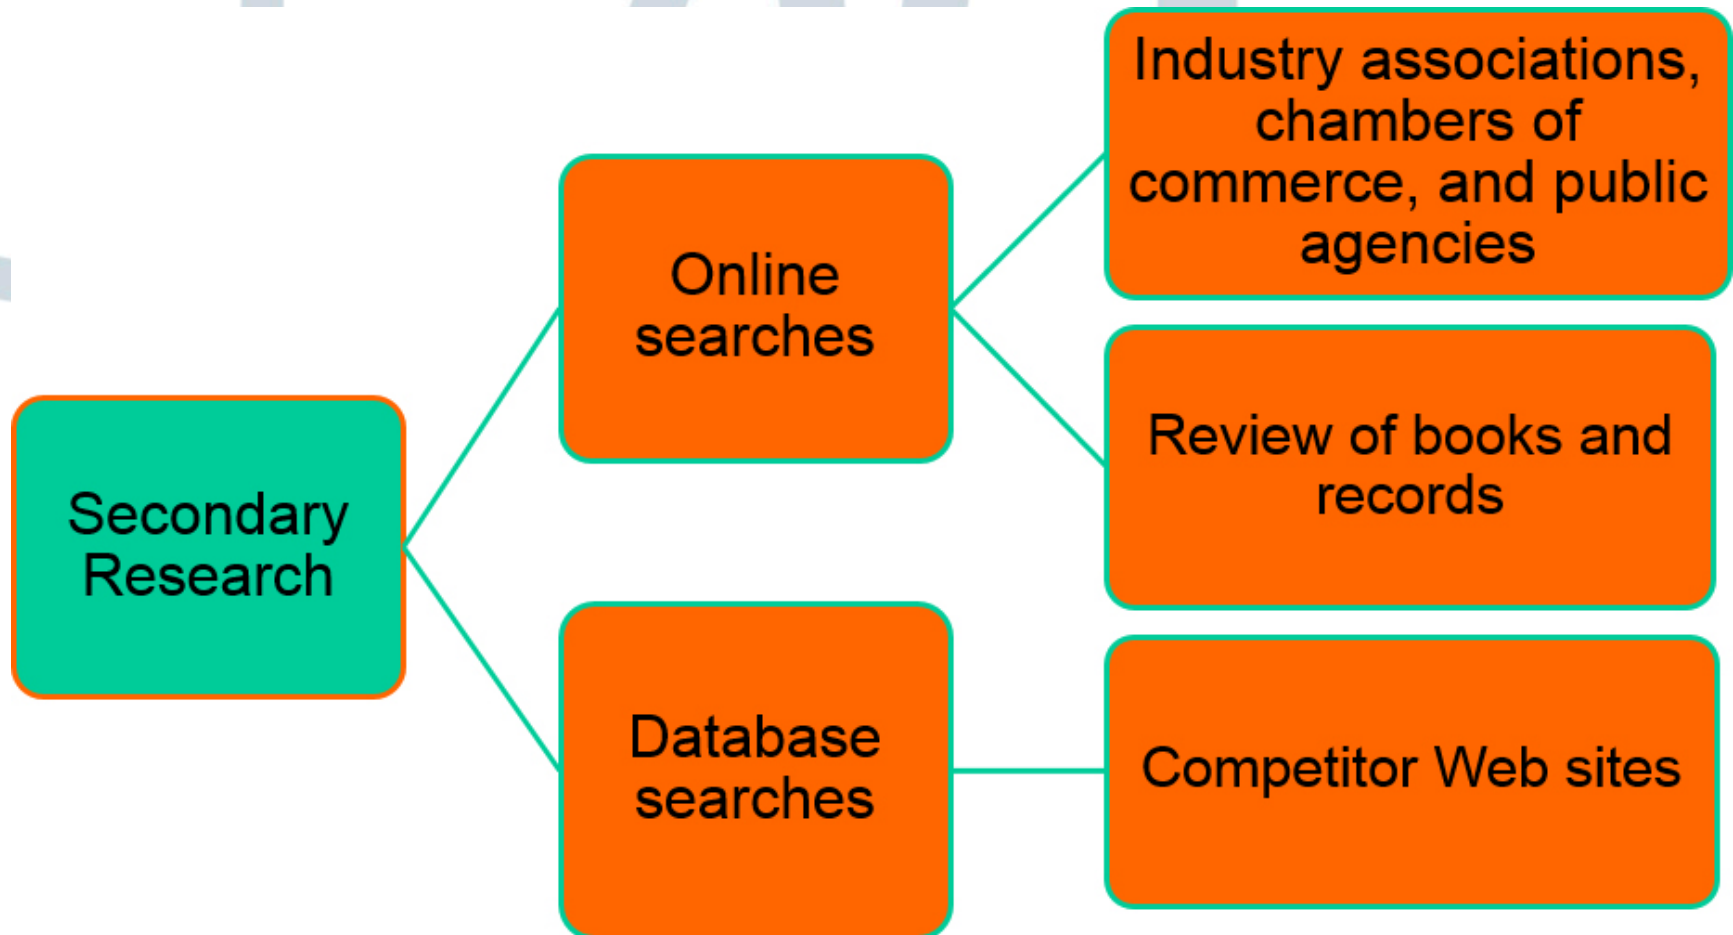 Industry associations,
chambers of
commerce, and public
agencies
Online
searches
Review of books and
records
Secondary
Research
Database
searches
Competitor Web sites